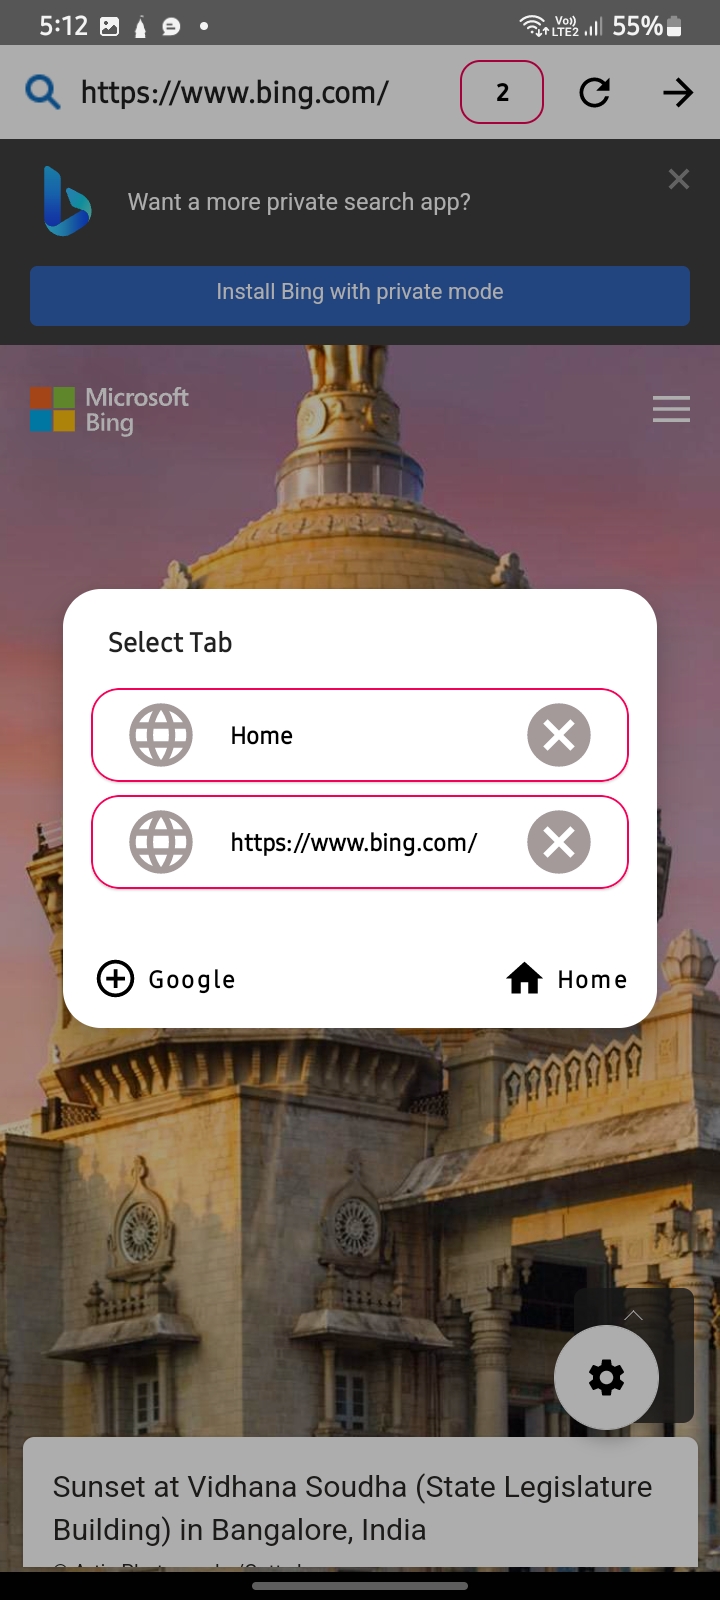 5:12
Vo))
LTE2
55%
https://www.bing.com/
2
Want a more private search app?
Install Bing with private mode
Microsoft
Bing
Select Tab
Home
https://www.bing.com/
Google
Home
Sunset at Vidhana Soudha (State Legislature
Building) in Bangalore, India